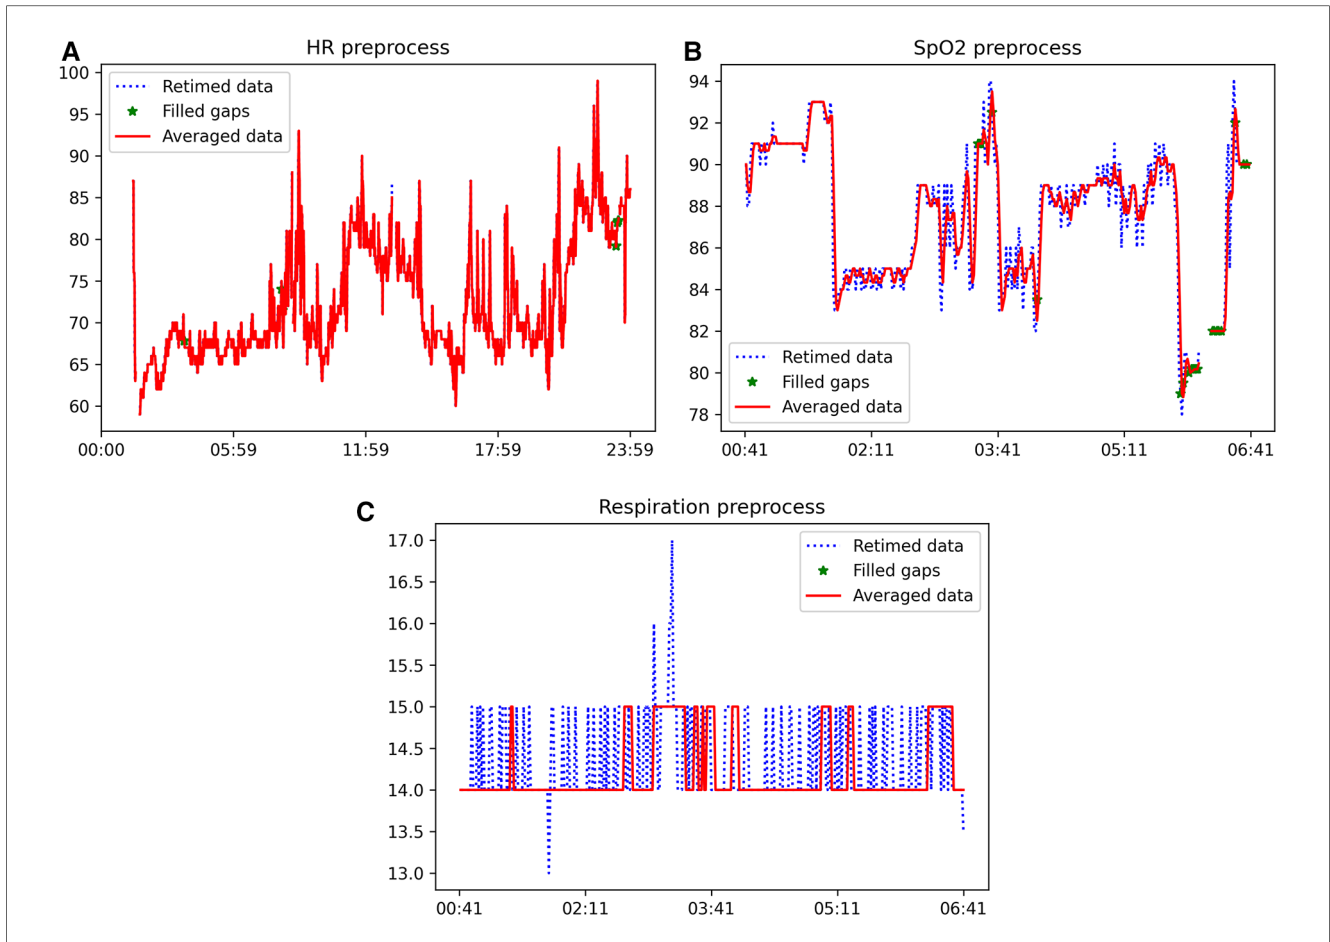 A
HR preprocess
100
95
90
85
80
75
70
65
60
Retimed data
Filled gaps
Averaged data
00:00
05:59
11:59
17:59
23:59
B
SpO2 preprocess
94
92
90
88
86
84
82
80
78
Retimed data
Filled gaps
Averaged data
00:41
02:11
03:41
05:11
06:41
C
Respiration preprocess
17.0
16.5
16.0
15.5
15.0
14.5
14.0
13.5
13.0
Retimed data
Filled gaps
Averaged data
00:41
02:11
03:41
05:11
06:41